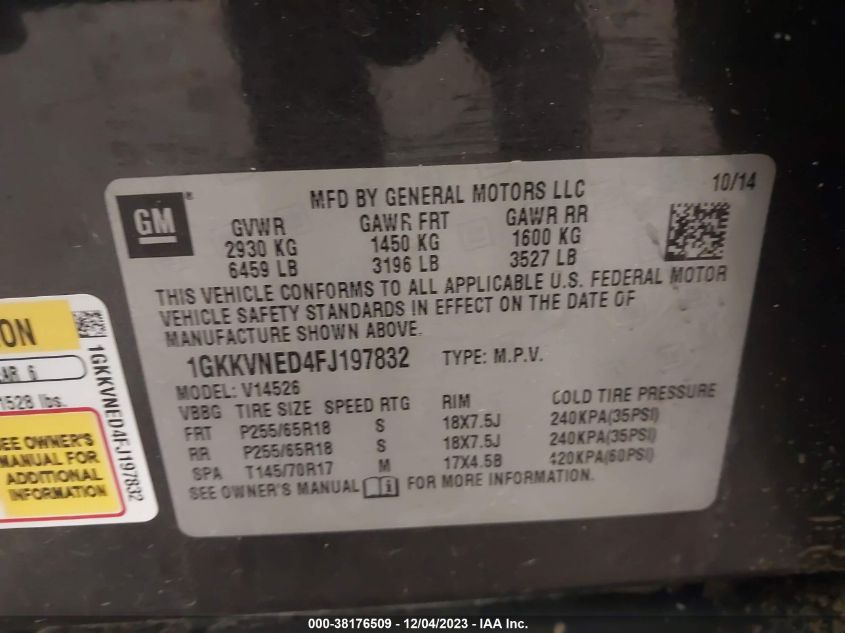 MFD BY GENERAL MOTORS LLC 10/14
GM ®
GVWR GAWR FRT GAWR RR
2930 KG 1450 KG 1600 KG
6459 LB 3196 LB 3527 LB
THIS VEHICLE CONFORMS TO ALL APPLICABLE U.S. FEDERAL MOTOR
VEHICLE SAFETY STANDARDS IN EFFECT ON THE DATE OF
MANUFACTURE SHOWN ABOVE.
1GKKVNED4FJ197832 TYPE: M.P.V.
MODEL: V14526
VBBG TIRE SIZE SPEED RTG RIM COLD TIRE PRESSURE
FRT P255/65R18 S 18X7.5J 240KPA(35PSI)
RR P255/65R18 S 18X7.5J 240KPA(35PSI)
SPA T145/70R17 M 17X4.5B 420KPA(60PSI)
SEE OWNER'S MANUAL i FOR MORE INFORMATION.
ON
AR 6
1528 lbs.
SEE OWNER'S
MANUAL FOR
ADDITIONAL
INFORMATION
1GKKVNED4FJ197832
000-38176509 - 12/04/2023 - IAA Inc.